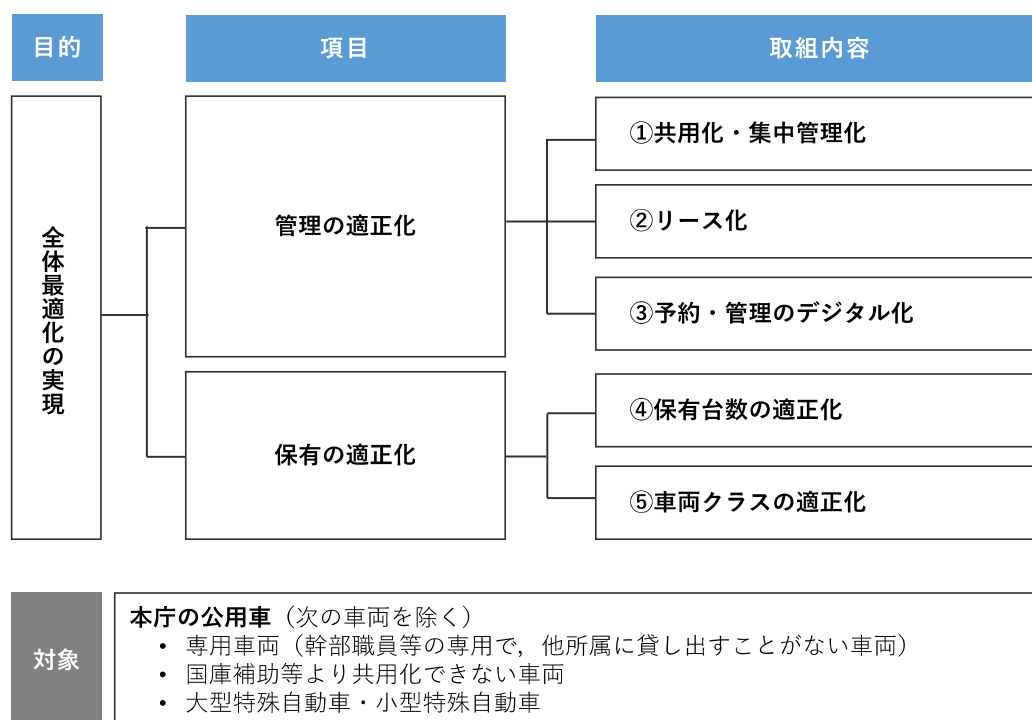 目的
項目
取組内容
全体最適化の実現
管理の適正化
①共用化・集中管理化
②リース化
③予約・管理のデジタル化
保有の適正化
④保有台数の適正化
⑤車両クラスの適正化
対象
本庁の公用車（次の車両を除く）
• 専用車両（幹部職員等の専用で，他所属に貸し出すことがない車両）
• 国庫補助等より共用化できない車両
• 大型特殊自動車・小型特殊自動車